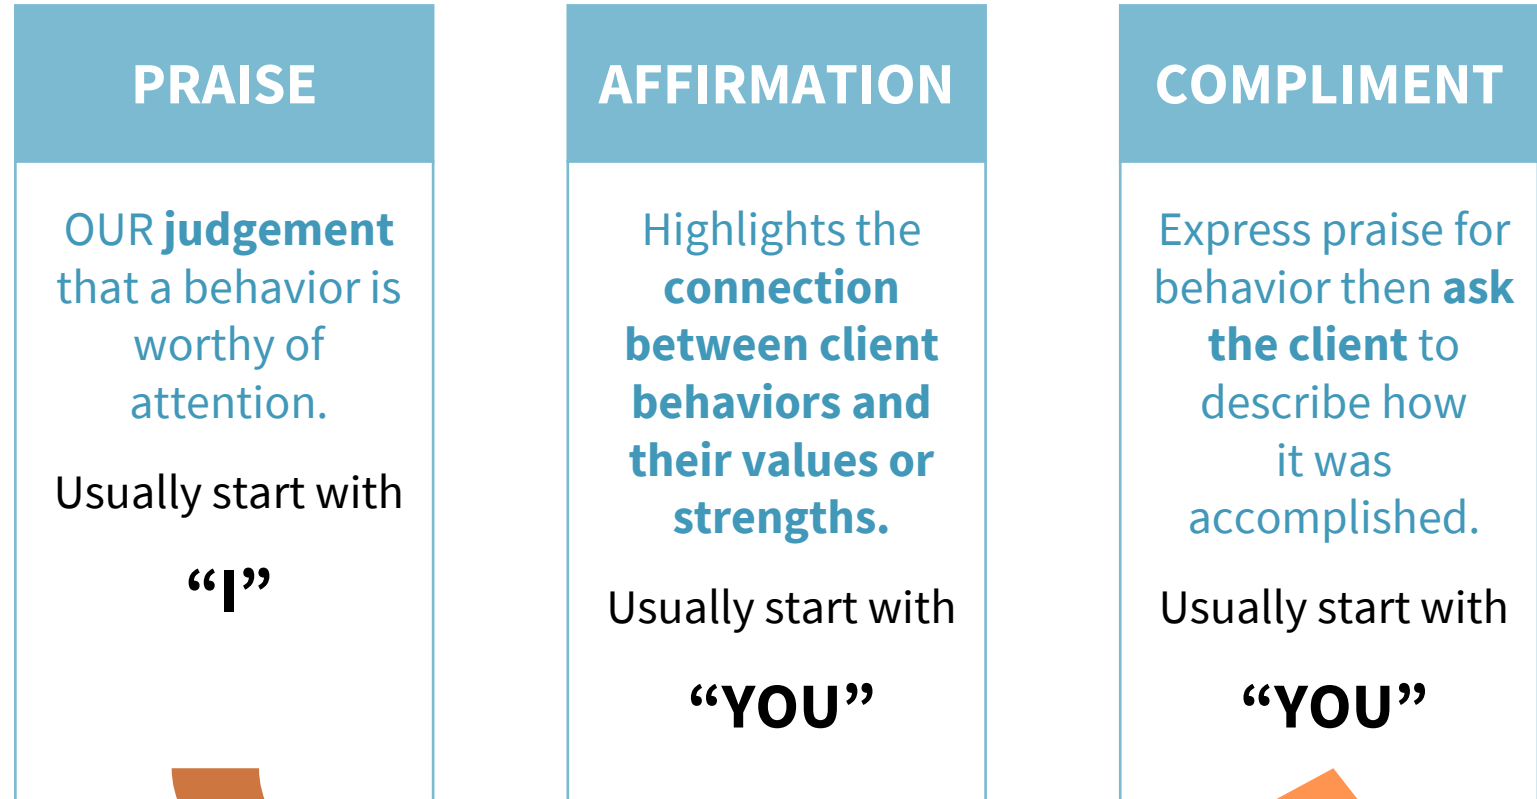 PRAISE
OUR judgement
that a behavior is
worthy of
attention.
Usually start with
“I”
AFFIRMATION
Highlights the
connection
between client
behaviors and
their values or
strengths.
Usually start with
“YOU”
COMPLIMENT
Express praise for
behavior then ask
the client to
describe how
it was
accomplished.
Usually start with
“YOU”